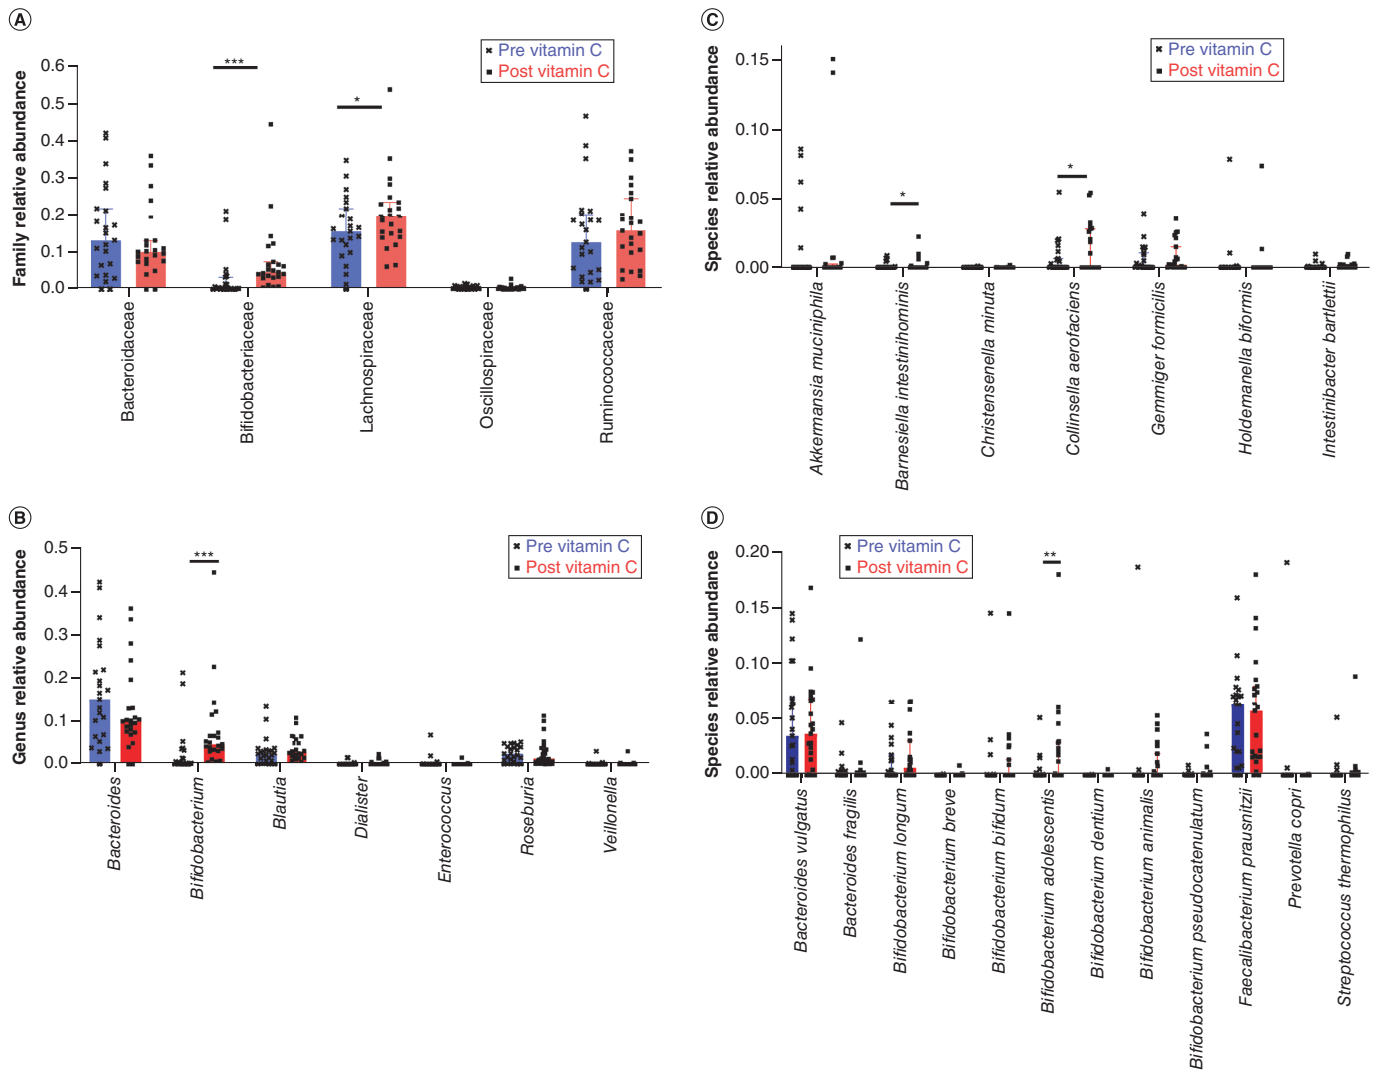 A
Family relative abundance
0.6
0.5
0.4
0.3
0.2
0.1
0.0
***
*
Pre vitamin C
Post vitamin C
Bacteroidaceae
Bifidobacteriaceae
Lachnospiraceae
Oscillospiraceae
Ruminococcaceae
B
Genus relative abundance
0.5
0.4
0.3
0.2
0.1
0.0
***
Pre vitamin C
Post vitamin C
Bacteroides
Bifidobacterium
Blautia
Dialister
Enterococcus
Roseburia
Veillonella
C
Species relative abundance
0.15
0.10
0.05
0.00
*
*
Pre vitamin C
Post vitamin C
Akkermansia muciniphila
Barnesiella intestinihominis
Christensenella minuta
Collinsella aerofaciens
Gemmiger formicilis
Holdemanella biformis
Intestinibacter bartlettii
D
Species relative abundance
0.20
0.15
0.10
0.05
0.00
**
Pre vitamin C
Post vitamin C
Bacteroides vulgatus
Bacteroides fragilis
Bifidobacterium longum
Bifidobacterium breve
Bifidobacterium bifidum
Bifidobacterium adolescentis
Bifidobacterium dentium
Bifidobacterium animalis
Bifidobacterium pseudocatenulatum
Faecalibacterium prausnitzii
Prevotella copri
Streptococcus thermophilus